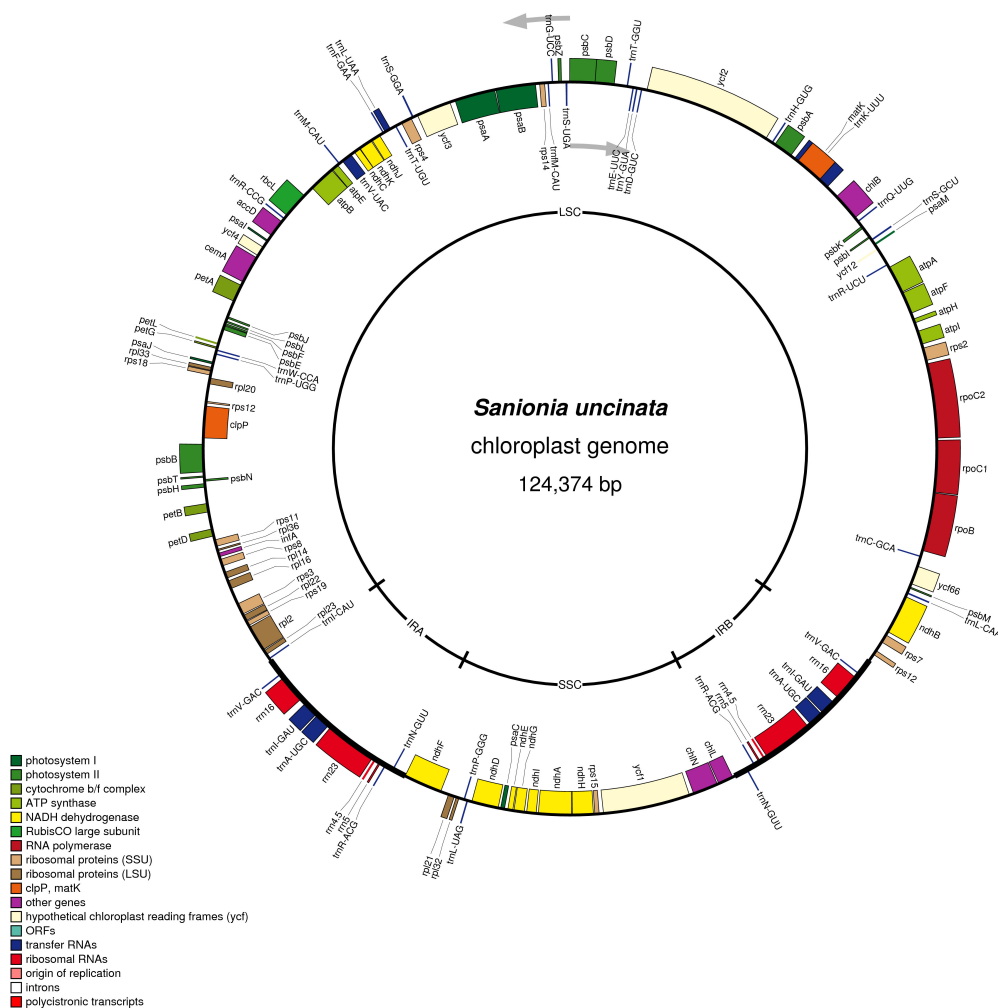 Sanionia uncinata
chloroplast genome
124,374 bp
LSC
IRB
SSC
IRA
trnG-UCC
psbZ
psbC
psbD
trnT-GGU
ycf2
trnH-GUG
psbA
matK
trnK-UUU
chlB
trnQ-UUG
trnS-GCU
psaM
psbK
psbI
ycf12
trnR-UCU
atpA
atpF
atpH
atpI
rps2
rpoC2
rpoC1
rpoB
trnC-GCA
ycf66
psbM
trnL-CAA
ndhB
rps7
rps12
trnV-GAC
rrn16
trnI-GAU
trnA-UGC
rrn23
rrn4.5
rrn5
trnR-ACG
trnN-GUU
chlL
chlN
ycf1
rps15
ndhH
ndhA
ndhI
ndhG
ndhE
psaC
ndhD
trnP-GGG
trnL-UAG
rpl32
rpl21
ndhF
trnN-GUU
trnR-ACG
rrn5
rrn4.5
rrn23
trnA-UGC
trnI-GAU
rrn16
trnV-GAC
trnI-CAU
rpl23
rpl2
rps19
rpl22
rps3
rpl16
rpl14
rps8
infA
rpl36
rps11
petD
petB
psbH
psbN
psbT
psbB
clpP
rps12
rpl20
rps18
rpl33
psaJ
trnP-UGG
trnW-CCA
petG
petL
psbE
psbF
psbL
psbJ
petA
cemA
ycf4
psaI
accD
trnR-CCG
rbcL
atpB
atpE
trnM-CAU
trnV-UAC
ndhC
ndhK
ndhJ
trnF-GAA
trnL-UAA
trnT-UGU
rps4
trnS-GGA
ycf3
psaA
psaB
rps14
trnfM-CAU
trnS-UGA
trnE-UUC
trnY-GUA
trnD-GUC
photosystem I
photosystem II
cytochrome b/f complex
ATP synthase
NADH dehydrogenase
RubisCO large subunit
RNA polymerase
ribosomal proteins (SSU)
ribosomal proteins (LSU)
clpP, matK
other genes
hypothetical chloroplast reading frames (ycf)
ORFs
transfer RNAs
ribosomal RNAs
origin of replication
introns
polycistronic transcripts